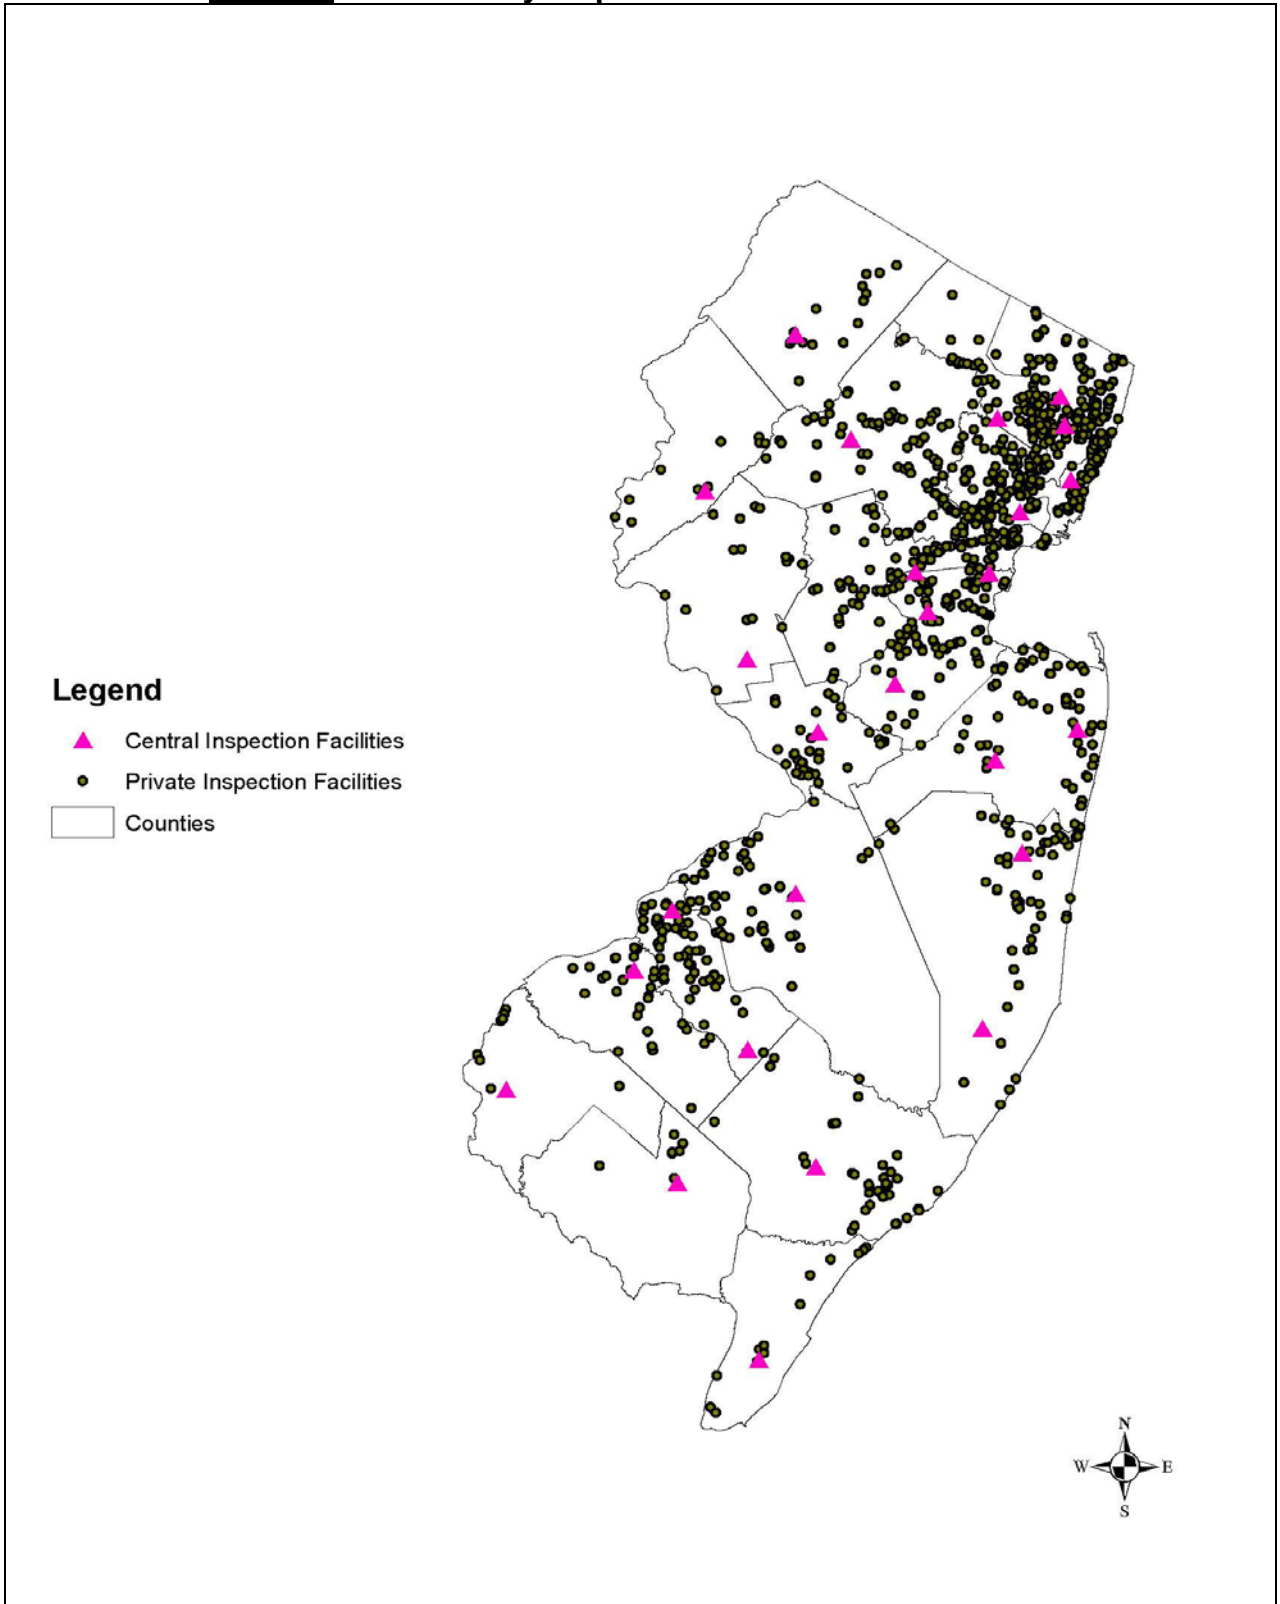 Legend
Central Inspection Facilities
Private Inspection Facilities
Counties
N
W E
S